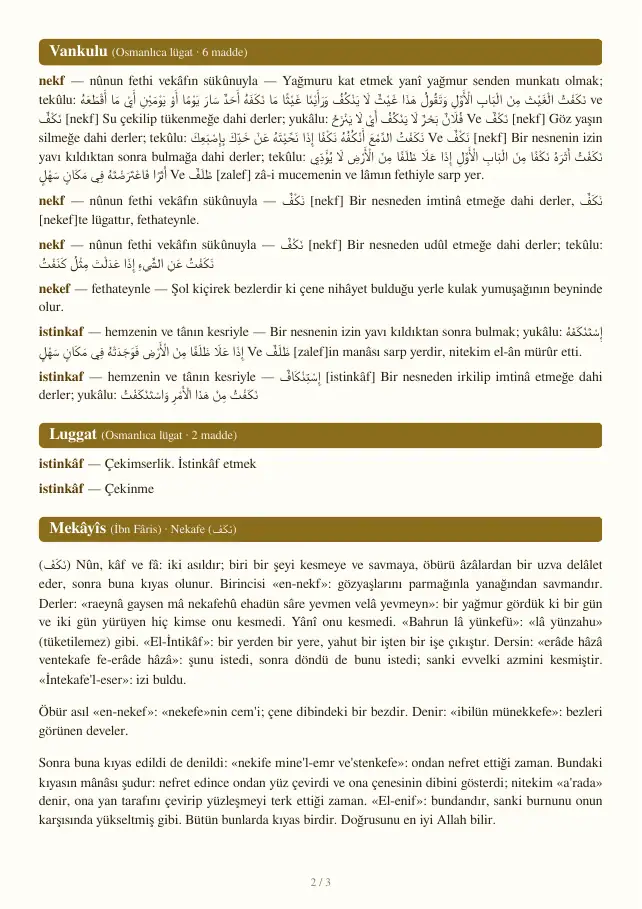 Vankulu (Osmanlıca lügat · 6 madde)
nekf — nûnun fethi vekâfın sükûnuyla — Yağmuru kat etmek yanî yağmur senden munkatı olmak;
tekûlu: نَكَفْتُ الْغَيْثَ مِنَ الْبَابِ الْأَوَّلِ وَتَقُولُ هَذَا غَيْثٌ لَا يَنْكُفُ وَرَأَيْنَا غَيْثًا مَا نَكَفَهُ أَحَدٌ سَارَ يَوْمًا أَوْ يَوْمَيْنِ أَيْ مَا أَقْطَعَهُ ve
نَكْفٌ [nekf] Su çekilip tükenmeğe dahi derler; yukâlu: فُلَانٌ بَحْرٌ لَا يَنْكُفُ أَيْ لَا يَنْزَحُ Ve نَكْفٌ [nekf] Göz yaşın
silmeğe dahi derler; tekûlu: نَكَفْتُ الدَّمْعَ أَنْكُفُهُ نَكْفًا إِذَا نَحَّيْتَهُ عَنْ خَدِّكَ بِإِصْبَعِكَ Ve نَكْفٌ [nekf] Bir nesnenin izin
yavı kıldıktan sonra bulmağa dahi derler; tekûlu: نَكَفْتُ أَثَرَهُ نَكْفًا مِنَ الْبَابِ الْأَوَّلِ إِذَا عَلَا ظَلَفًا مِنَ الْأَرْضِ لَا يُؤَدِّى
أَثَرًا فَاعْتَرَضْتَهُ فِي مَكَانٍ سَهْلٍ Ve ظَلَفٌ [zalef] zâ-i mucemenin ve lâmın fethiyle sarp yer.
nekf — nûnun fethi vekâfın sükûnuyla — نَكْفٌ [nekf] Bir nesneden imtinâ etmeğe dahi derler, نَكَفٌ
[nekef]te lügattır, fethateynle.
nekf — nûnun fethi vekâfın sükûnuyla — نَكْفٌ [nekf] Bir nesneden udûl etmeğe dahi derler; tekûlu:
نَكَفْتُ عَنِ الشَّيْءِ إِذَا عَدَلْتَ مِثْلُ كَنَفْتُ
nekef — fethateynle — Şol kiçirek bezlerdir ki çene nihâyet bulduğu yerle kulak yumuşağının beyninde
olur.
istinkaf — hemzenin ve tânın kesriyle — Bir nesnenin izin yavı kıldıktan sonra bulmak; yukâlu: إِسْتَنْكَفَهُ
إِذَا عَلَا ظَلَفًا مِنَ الْأَرْضِ فَوَجَدَتْهُ فِي مَكَانٍ سَهْلٍ Ve ظَلَفٌ [zalef]in manâsı sarp yerdir, nitekim el-ân mürûr etti.
istinkaf — hemzenin ve tânın kesriyle — إِسْتِنْكَافٌ [istinkâf] Bir nesneden irkilip imtinâ etmeğe dahi
derler; yukâlu: نَكَفْتُ مِنْ هَذَا الْأَمْرِ وَاسْتَنْكَفْتُ
Luggat (Osmanlıca lügat · 2 madde)
istinkâf — Çekimserlik. İstinkâf etmek
istinkâf — Çekinme
Mekâyîs (İbn Fâris) · Nekafe (نَكَفَ)
(نَكَفَ) Nûn, kâf ve fâ: iki asıldır; biri bir şeyi kesmeye ve savmaya, öbürü âzâlardan bir uzva delâlet
eder, sonra buna kıyas olunur. Birincisi «en-nekf»: gözyaşlarını parmağınla yanağından savmandır.
Derler: «raeynâ gaysen mâ nekafehû ehadün sâre yevmen velâ yevmeyn»: bir yağmur gördük ki bir gün
ve iki gün yürüyen hiç kimse onu kesmedi. Yânî onu kesmedi. «Bahrun lâ yünkefü»: «lâ yünzahu»
(tüketilemez) gibi. «El-İntikâf»: bir yerden bir yere, yahut bir işten bir işe çıkıştır. Dersin: «erâde hâzâ
ventekafe fe-erâde hâzâ»: şunu istedi, sonra döndü de bunu istedi; sanki evvelki azmini kesmiştir.
«İntekafe'l-eser»: izi buldu.
Öbür asıl «en-nekef»: «nekefe»nin cem'i; çene dibindeki bir bezdir. Denir: «ibilün münekkefe»: bezleri
görünen develer.
Sonra buna kıyas edildi de denildi: «nekife mine'l-emr ve'stenkefe»: ondan nefret ettiği zaman. Bundaki
kıyasın mânâsı şudur: nefret edince ondan yüz çevirdi ve ona çenesinin dibini gösterdi; nitekim «a'rada»
denir, ona yan tarafını çevirip yüzleşmeyi terk ettiği zaman. «El-enif»: bundandır, sanki burnunu onun
karşısında yükseltmiş gibi. Bütün bunlarda kıyas birdir. Doğrusunu en iyi Allah bilir.
2 / 3